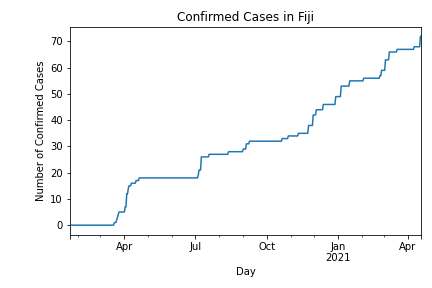 Confirmed Cases in Fiji
Number of Confirmed Cases
70
60
50
40
30
20
10
0
Apr Jul Oct Jan Apr
2021
Day